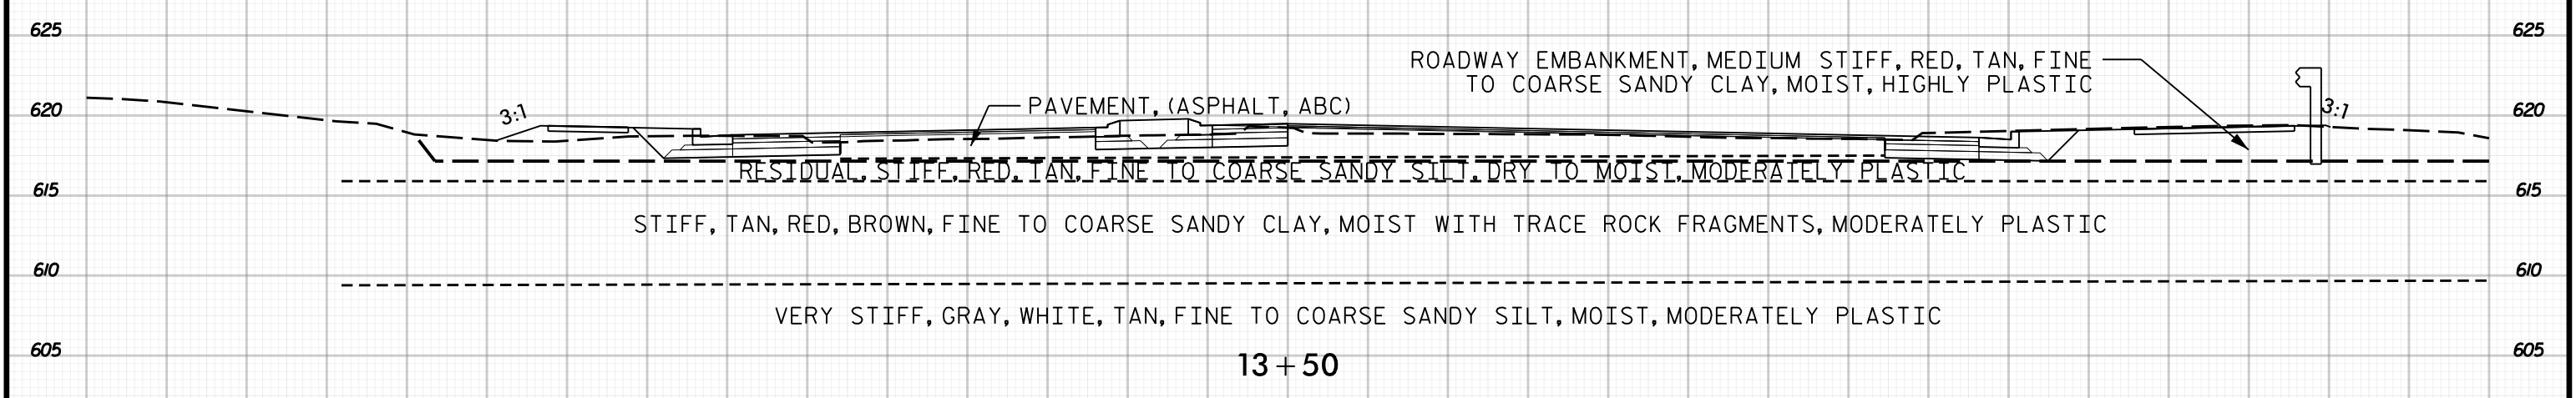 625 625
ROADWAY EMBANKMENT, MEDIUM STIFF, RED, TAN, FINE
TO COARSE SANDY CLAY, MOIST, HIGHLY PLASTIC
620 3:1 PAVEMENT, (ASPHALT, ABC) 3:1 620
RESIDUAL, STIFF, RED, TAN, FINE TO COARSE SANDY SILT, DRY TO MOIST, MODERATELY PLASTIC
615 615
STIFF, TAN, RED, BROWN, FINE TO COARSE SANDY CLAY, MOIST WITH TRACE ROCK FRAGMENTS, MODERATELY PLASTIC
610 610
VERY STIFF, GRAY, WHITE, TAN, FINE TO COARSE SANDY SILT, MOIST, MODERATELY PLASTIC
605 605
13+50